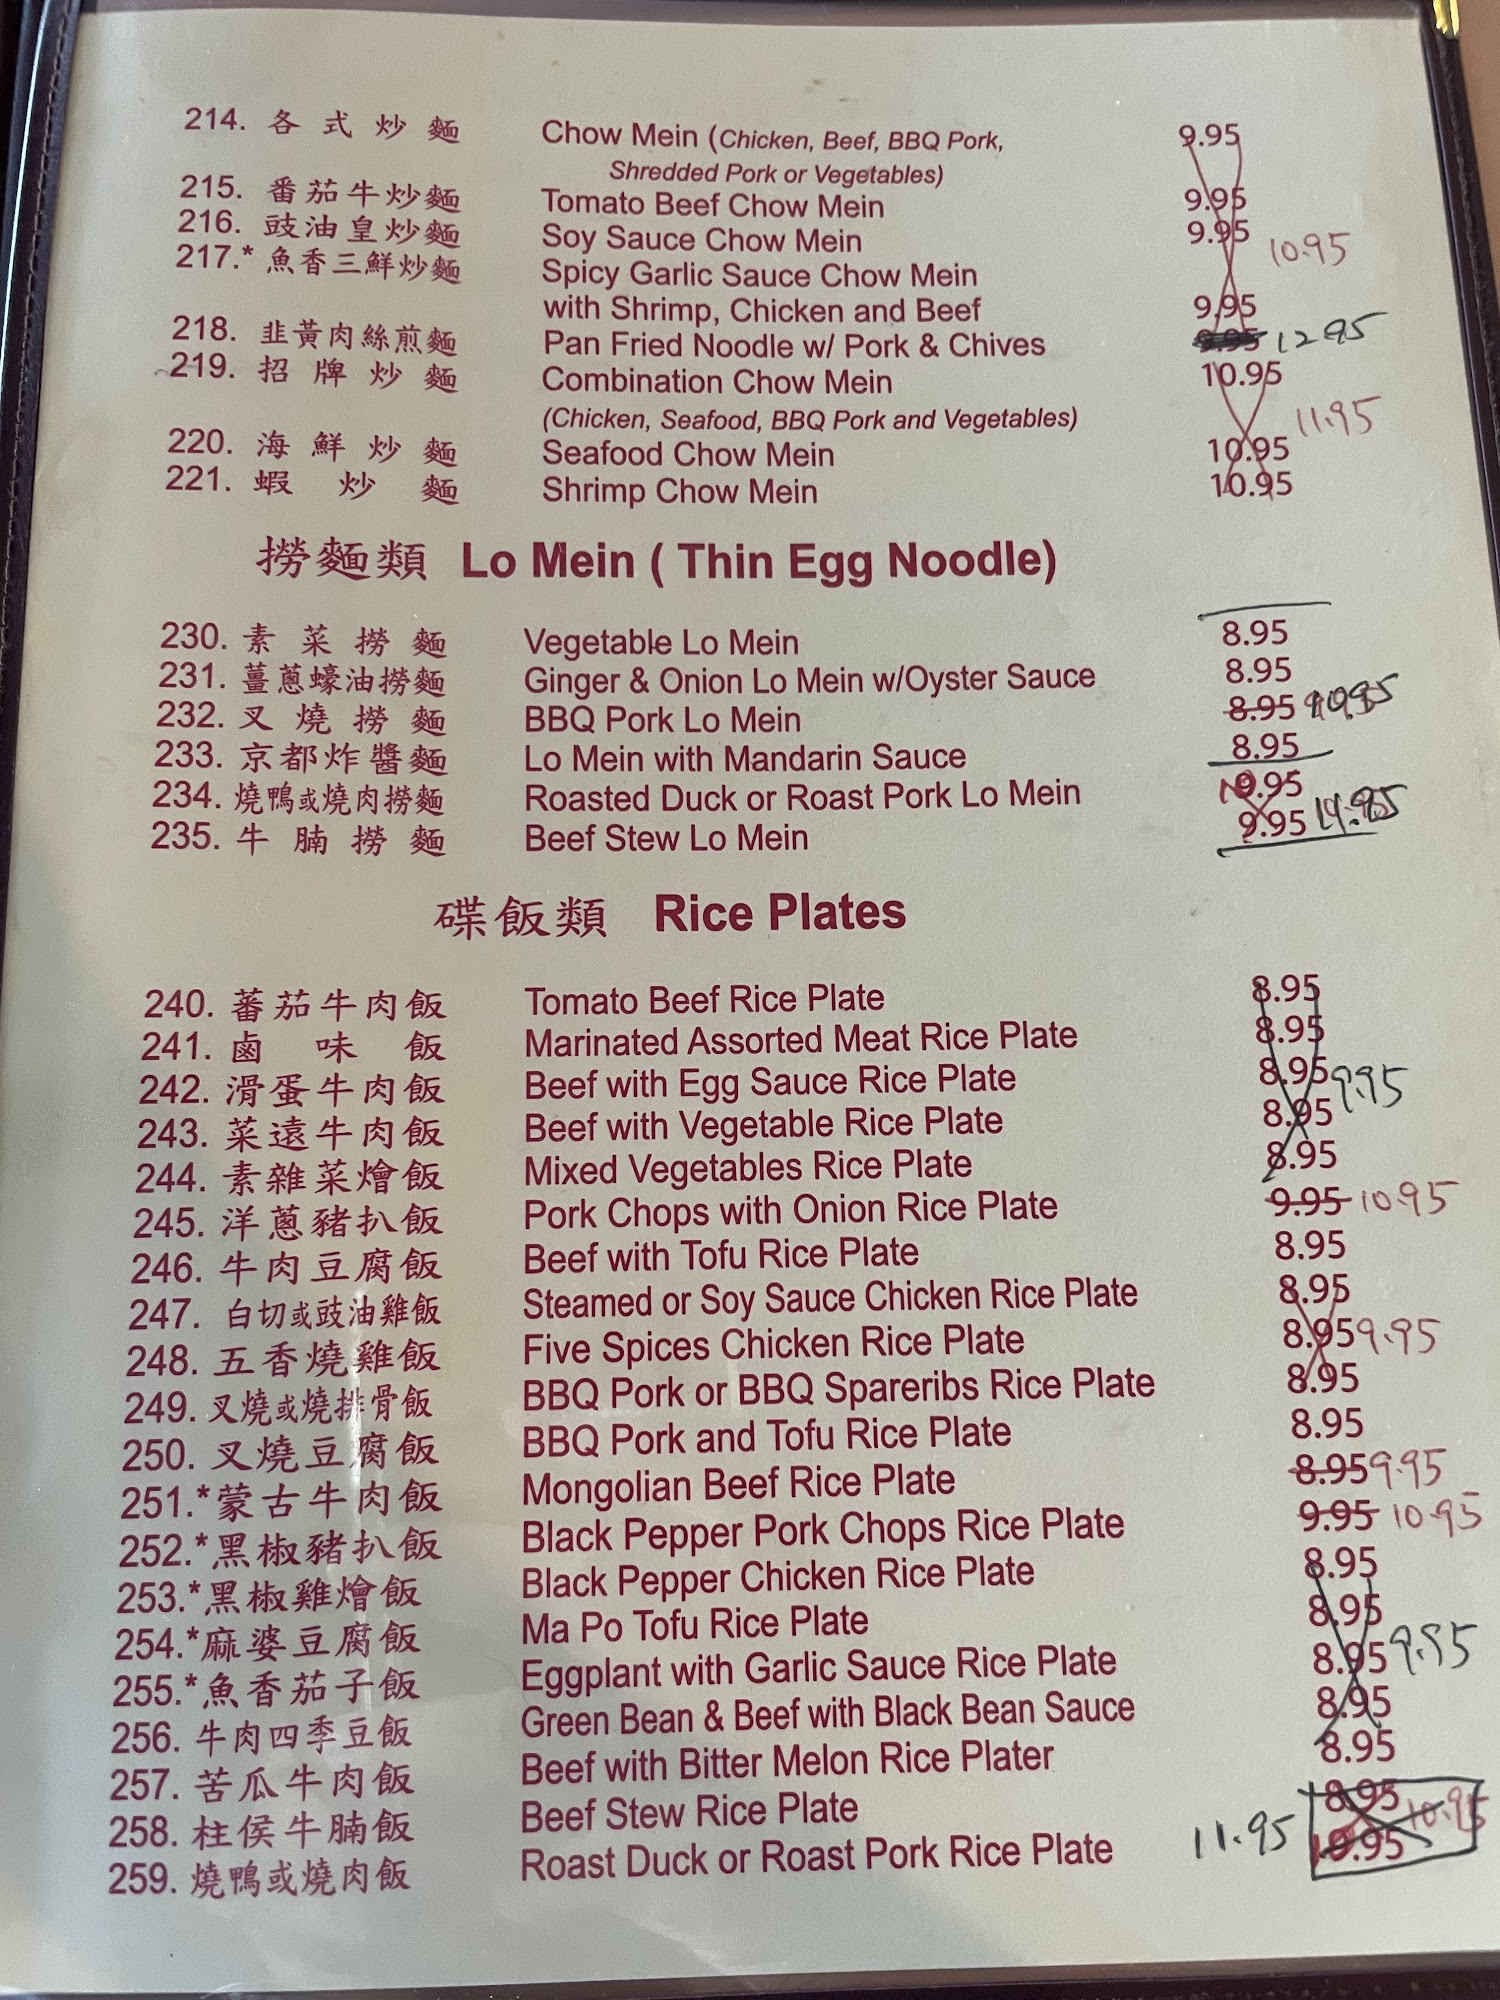 214. 各式炒麵 Chow Mein (Chicken, Beef, BBQ Pork, 9.95
Shredded Pork or Vegetables)
215. 番茄牛炒麵 Tomato Beef Chow Mein 9.95
216. 豉油皇炒麵 Soy Sauce Chow Mein 9.95 10.95
217.* 魚香三鮮炒麵 Spicy Garlic Sauce Chow Mein
with Shrimp, Chicken and Beef 9.95
218. 韭黃肉絲煎麵 Pan Fried Noodle w/ Pork & Chives 9.95 12.95
219. 招牌炒麵 Combination Chow Mein 10.95
(Chicken, Seafood, BBQ Pork and Vegetables) 11.95
220. 海鮮炒麵 Seafood Chow Mein 10.95
221. 蝦炒麵 Shrimp Chow Mein 10.95
撈麵類 Lo Mein ( Thin Egg Noodle)
230. 素菜撈麵 Vegetable Lo Mein 8.95
231. 薑蔥蠔油撈麵 Ginger & Onion Lo Mein w/Oyster Sauce 8.95
232. 叉燒撈麵 BBQ Pork Lo Mein 8.95 10.95
233. 京都炸醬麵 Lo Mein with Mandarin Sauce 8.95
234. 燒鴨或燒肉撈麵 Roasted Duck or Roast Pork Lo Mein 9.95
235. 牛腩撈麵 Beef Stew Lo Mein 9.95 11.95
碟飯類 Rice Plates
240. 蕃茄牛肉飯 Tomato Beef Rice Plate 8.95
241. 鹵味飯 Marinated Assorted Meat Rice Plate 8.95
242. 滑蛋牛肉飯 Beef with Egg Sauce Rice Plate 8.95 9.95
243. 菜遠牛肉飯 Beef with Vegetable Rice Plate 8.95
244. 素雜菜燴飯 Mixed Vegetables Rice Plate 8.95
245. 洋蔥豬扒飯 Pork Chops with Onion Rice Plate 9.95 10.95
246. 牛肉豆腐飯 Beef with Tofu Rice Plate 8.95
247. 白切或豉油雞飯 Steamed or Soy Sauce Chicken Rice Plate 8.95
248. 五香燒雞飯 Five Spices Chicken Rice Plate 8.95 9.95
249. 叉燒或燒排骨飯 BBQ Pork or BBQ Spareribs Rice Plate 8.95
250. 叉燒豆腐飯 BBQ Pork and Tofu Rice Plate 8.95
251.* 蒙古牛肉飯 Mongolian Beef Rice Plate 8.95 9.95
252.* 黑椒豬扒飯 Black Pepper Pork Chops Rice Plate 9.95 10.95
253.* 黑椒雞燴飯 Black Pepper Chicken Rice Plate 8.95
254.* 麻婆豆腐飯 Ma Po Tofu Rice Plate 8.95
255.* 魚香茄子飯 Eggplant with Garlic Sauce Rice Plate 8.95 9.95
256. 牛肉四季豆飯 Green Bean & Beef with Black Bean Sauce 8.95
257. 苦瓜牛肉飯 Beef with Bitter Melon Rice Plater 8.95
258. 柱侯牛腩飯 Beef Stew Rice Plate 8.95 10.95
259. 燒鴨或燒肉飯 Roast Duck or Roast Pork Rice Plate 11.95 10.95